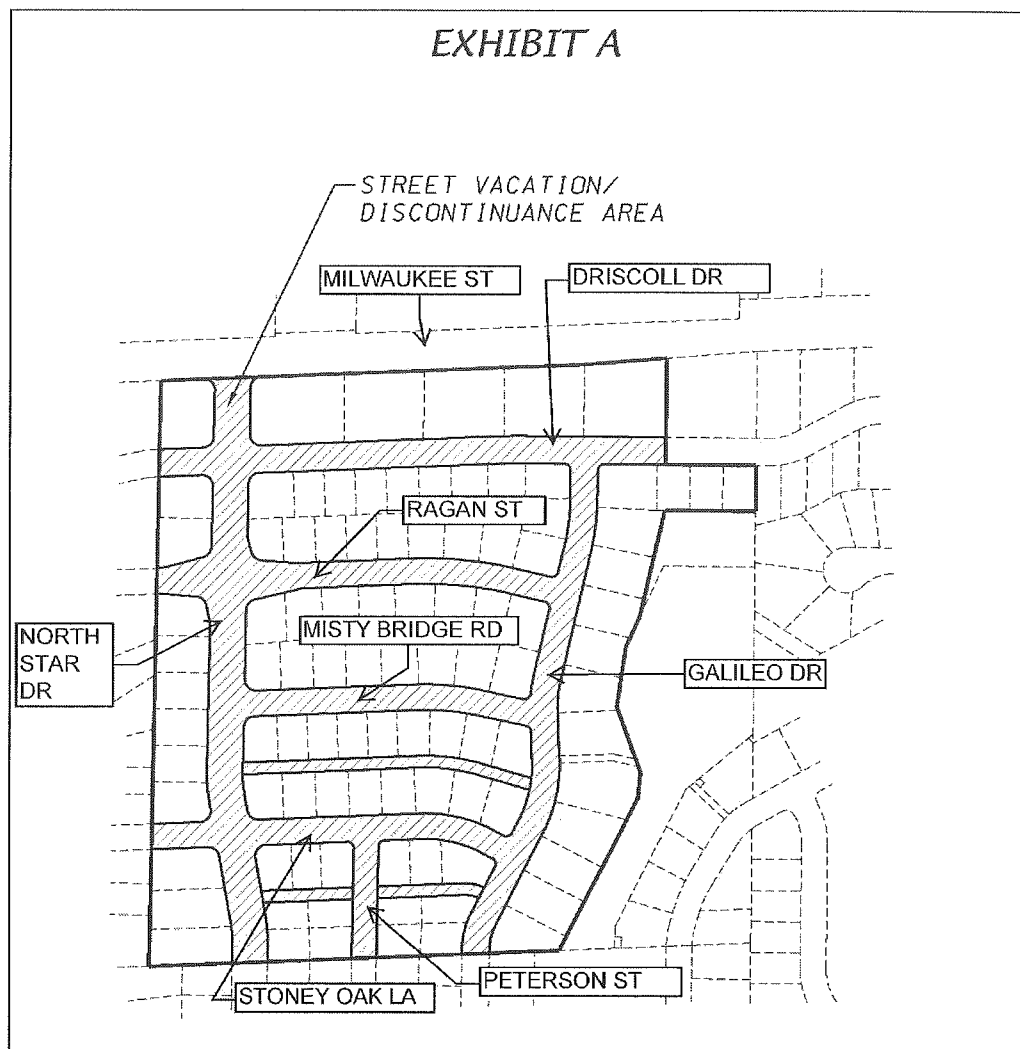 EXHIBIT A
STREET VACATION/
DISCONTINUANCE AREA
MILWAUKEE ST
DRISCOLL DR
RAGAN ST
MISTY BRIDGE RD
NORTH
STAR
DR
GALILEO DR
STONEY OAK LA
PETERSON ST